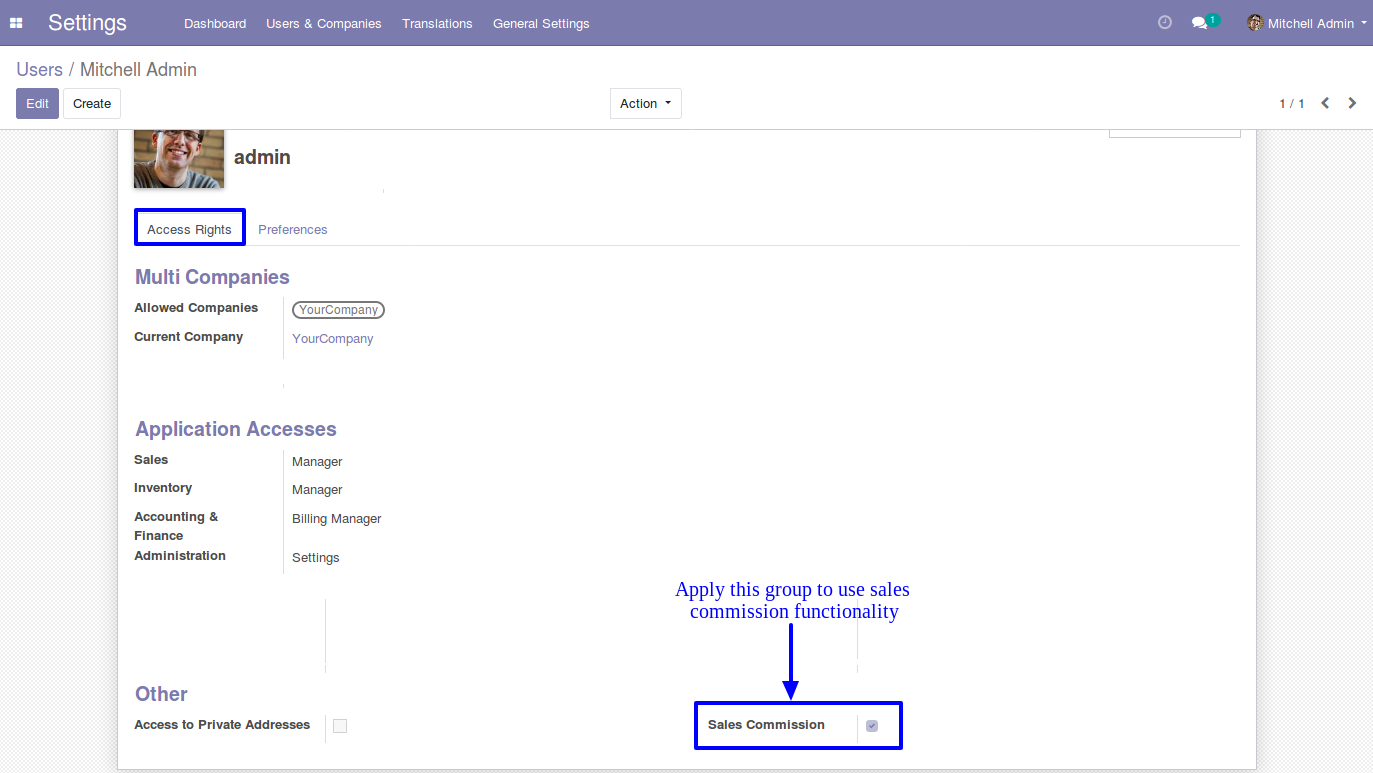 Settings Dashboard Users & Companies Translations General Settings 1 Mitchell Admin
Users / Mitchell Admin
Edit Create Action 1 / 1
admin
Access Rights Preferences
Multi Companies
Allowed Companies YourCompany
Current Company YourCompany
Application Accesses
Sales Manager
Inventory Manager
Accounting & Billing Manager
Finance
Administration Settings
Apply this group to use sales
commission functionality
Other
Access to Private Addresses Sales Commission